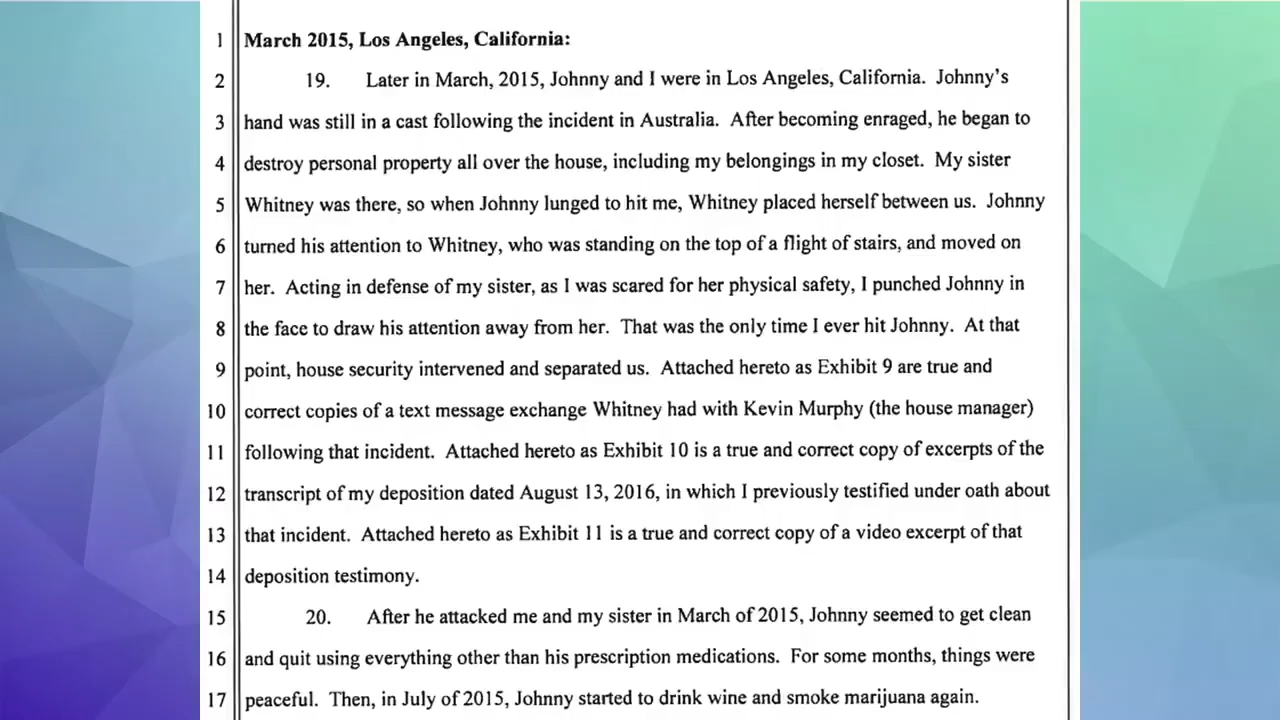 1 March 2015, Los Angeles, California:
2 19. Later in March, 2015, Johnny and I were in Los Angeles, California. Johnny's
3 hand was still in a cast following the incident in Australia. After becoming enraged, he began to
4 destroy personal property all over the house, including my belongings in my closet. My sister
5 Whitney was there, so when Johnny lunged to hit me, Whitney placed herself between us. Johnny
6 turned his attention to Whitney, who was standing on the top of a flight of stairs, and moved on
7 her. Acting in defense of my sister, as I was scared for her physical safety, I punched Johnny in
8 the face to draw his attention away from her. That was the only time I ever hit Johnny. At that
9 point, house security intervened and separated us. Attached hereto as Exhibit 9 are true and
10 correct copies of a text message exchange Whitney had with Kevin Murphy (the house manager)
11 following that incident. Attached hereto as Exhibit 10 is a true and correct copy of excerpts of the
12 transcript of my deposition dated August 13, 2016, in which I previously testified under oath about
13 that incident. Attached hereto as Exhibit 11 is a true and correct copy of a video excerpt of that
14 deposition testimony.
15 20. After he attacked me and my sister in March of 2015, Johnny seemed to get clean
16 and quit using everything other than his prescription medications. For some months, things were
17 peaceful. Then, in July of 2015, Johnny started to drink wine and smoke marijuana again.